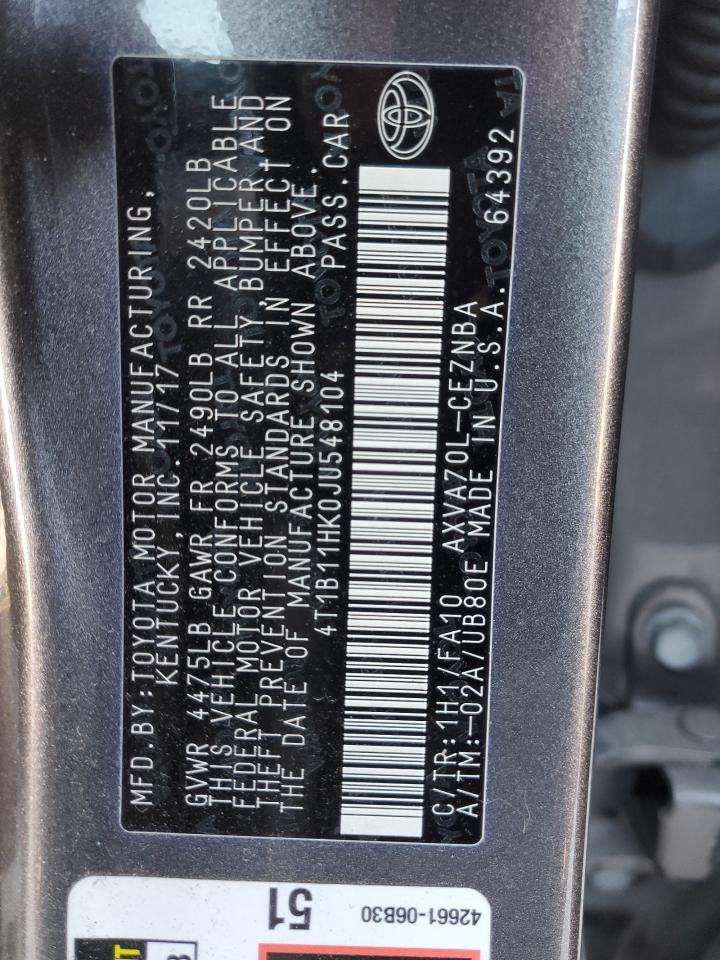 MFD.BY:TOYOTA MOTOR MANUFACTURING,
KENTUCKY, INC. 11/17
GVWR 4475LB GAWR FR 2490LB RR 2420LB
THIS VEHICLE CONFORMS TO ALL APPLICABLE
FEDERAL MOTOR VEHICLE SAFETY, BUMPER, AND
THEFT PREVENTION STANDARDS IN EFFECT ON
THE DATE OF MANUFACTURE SHOWN ABOVE.
4T1B11HK0JU548104 PASS.CAR
C/TR:1H1/FA10 AXVA70L-CEZNBA
A/TM:-02A/UB80E MADE IN U.S.A. 64392
51
42661-06B30